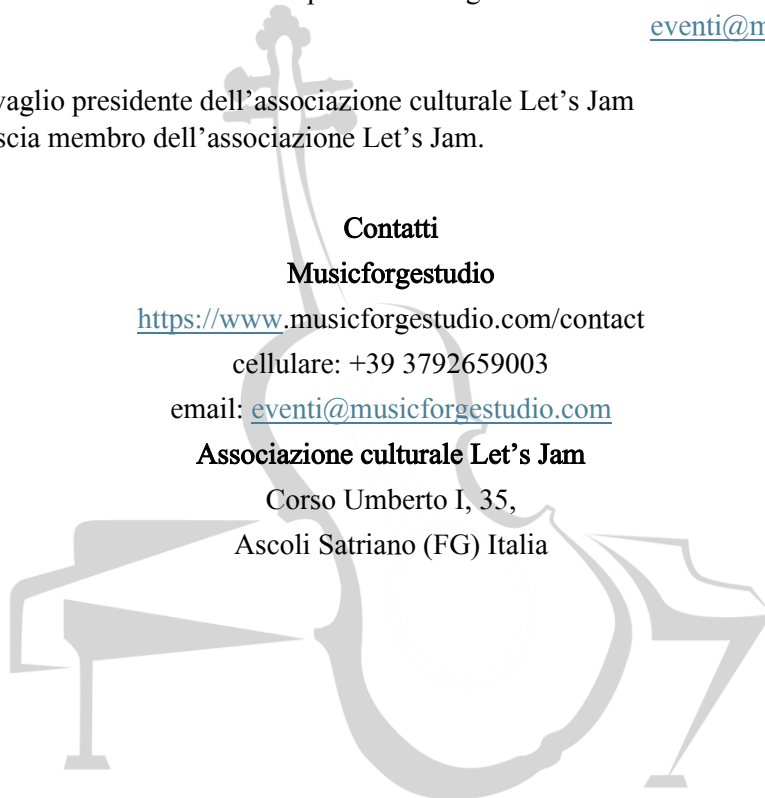 eventi@m
vaglio presidente dell’associazione culturale Let’s Jam
scia membro dell’associazione Let’s Jam.
Contatti
Musicforgestudio
https://www.musicforgestudio.com/contact
cellulare: +39 3792659003
email: eventi@musicforgestudio.com
Associazione culturale Let’s Jam
Corso Umberto I, 35,
Ascoli Satriano (FG) Italia